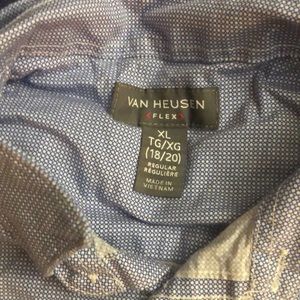 VAN HEUSEN
<FLEX>
XL
TG/XG
(18/20)
REGULAR
RÉGULIÈRE
MADE IN
VIETNAM